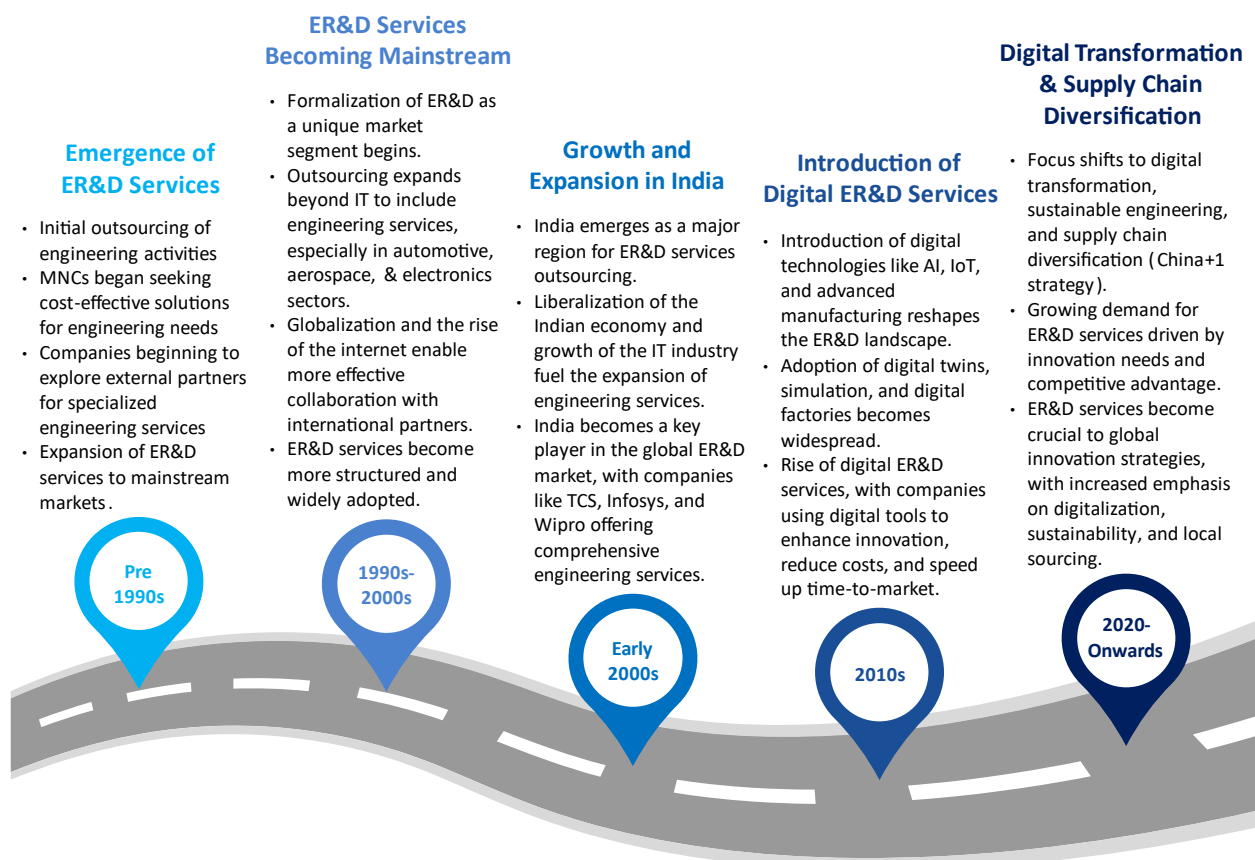 Emergence of
ER&D Services
• Initial outsourcing of
engineering activities
• MNCs began seeking
cost-effective solutions
for engineering needs
• Companies beginning to
explore external partners
for specialized
engineering services
• Expansion of ER&D
services to mainstream
markets.
Pre
1990s
ER&D Services
Becoming Mainstream
• Formalization of ER&D as
a unique market
segment begins.
• Outsourcing expands
beyond IT to include
engineering services,
especially in automotive,
aerospace, & electronics
sectors.
• Globalization and the rise
of the internet enable
more effective
collaboration with
international partners.
• ER&D services become
more structured and
widely adopted.
1990s-
2000s
Growth and
Expansion in India
• India emerges as a major
region for ER&D services
outsourcing.
• Liberalization of the
Indian economy and
growth of the IT industry
fuel the expansion of
engineering services.
• India becomes a key
player in the global ER&D
market, with companies
like TCS, Infosys, and
Wipro offering
comprehensive
engineering services.
Early
2000s
Introduction of
Digital ER&D Services
• Introduction of digital
technologies like AI, IoT,
and advanced
manufacturing reshapes
the ER&D landscape.
• Adoption of digital twins,
simulation, and digital
factories becomes
widespread.
• Rise of digital ER&D
services, with companies
using digital tools to
enhance innovation,
reduce costs, and speed
up time-to-market.
2010s
Digital Transformation
& Supply Chain
Diversification
• Focus shifts to digital
transformation,
sustainable engineering,
and supply chain
diversification (China+1
strategy).
• Growing demand for
ER&D services driven by
innovation needs and
competitive advantage.
• ER&D services become
crucial to global
innovation strategies,
with increased emphasis
on digitalization,
sustainability, and local
sourcing.
2020-
Onwards